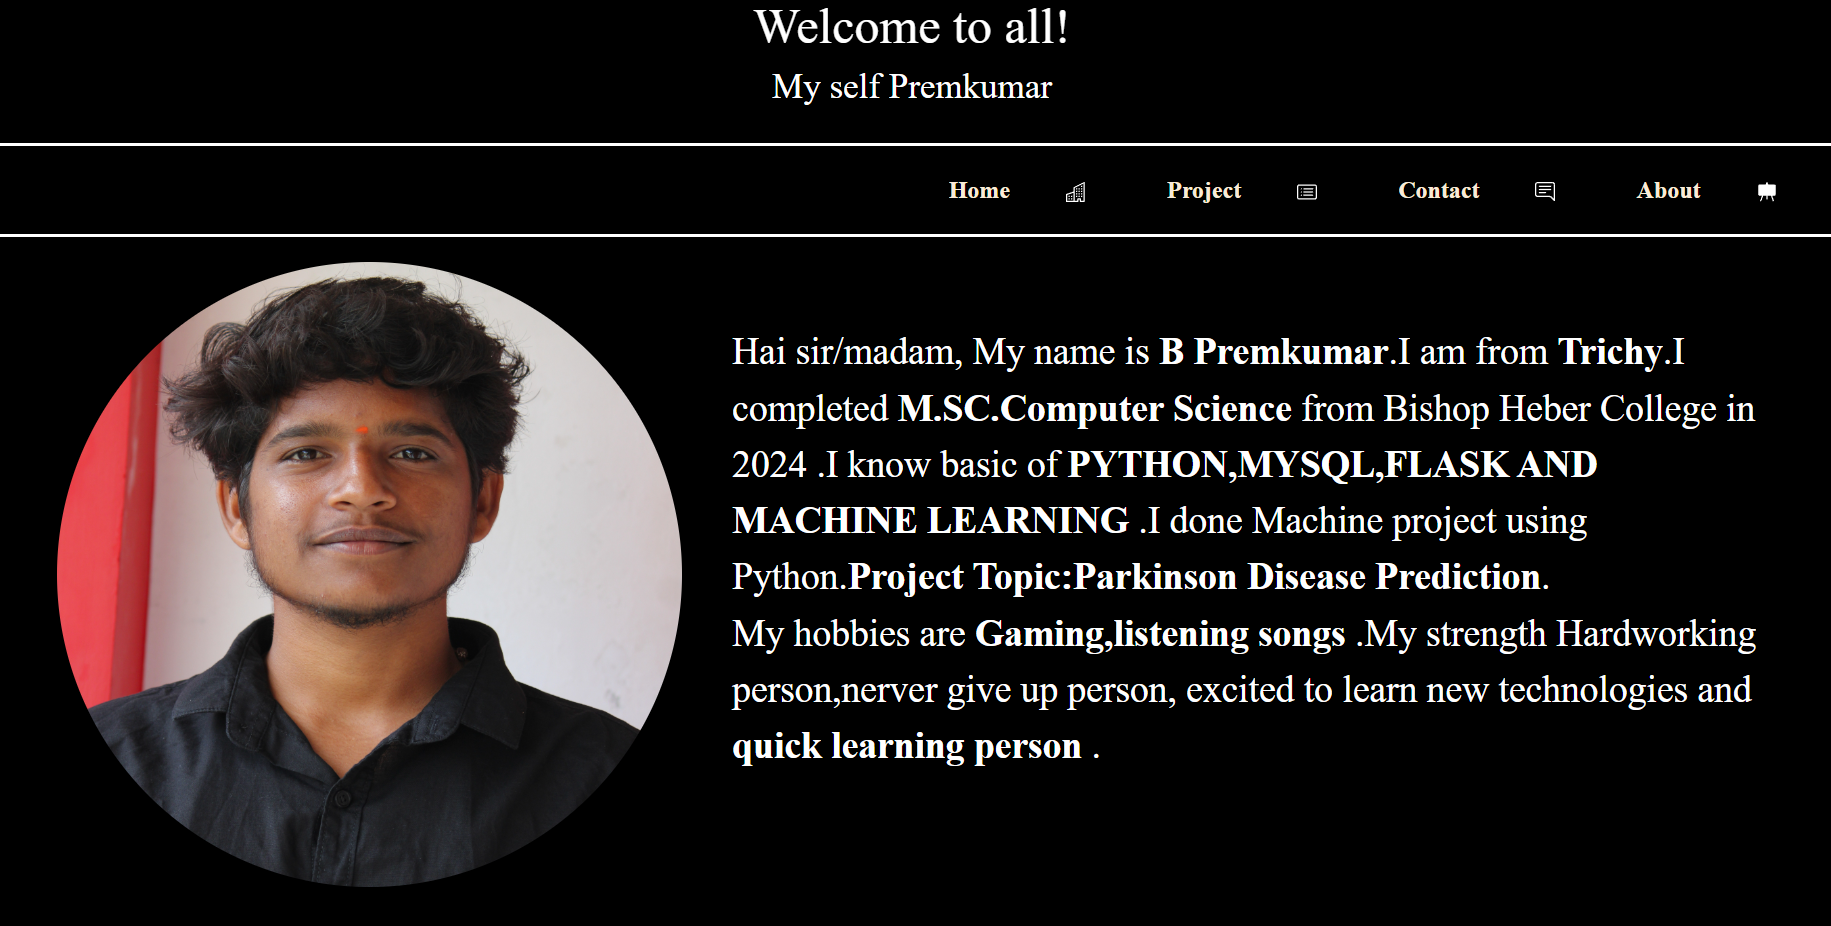 Welcome to all!
My self Premkumar
Home Project Contact About
Hai sir/madam, My name is B Premkumar.I am from Trichy.I
completed M.SC.Computer Science from Bishop Heber College in
2024 .I know basic of PYTHON,MYSQL,FLASK AND
MACHINE LEARNING .I done Machine project using
Python.Project Topic:Parkinson Disease Prediction.
My hobbies are Gaming,listening songs .My strength Hardworking
person,nerver give up person, excited to learn new technologies and
quick learning person .